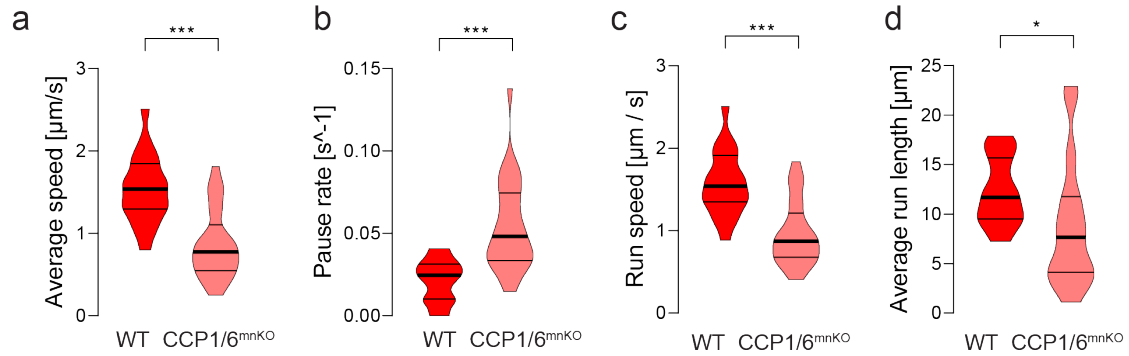 a
***
Average speed [µm/s]
3
2
1
0
WT CCP1/6mnKO
b
***
Pause rate [s^-1]
0.15
0.10
0.05
0.00
WT CCP1/6mnKO
c
***
Run speed [µm / s]
3
2
1
0
WT CCP1/6mnKO
d
*
Average run length [µm]
25
20
15
10
5
0
WT CCP1/6mnKO